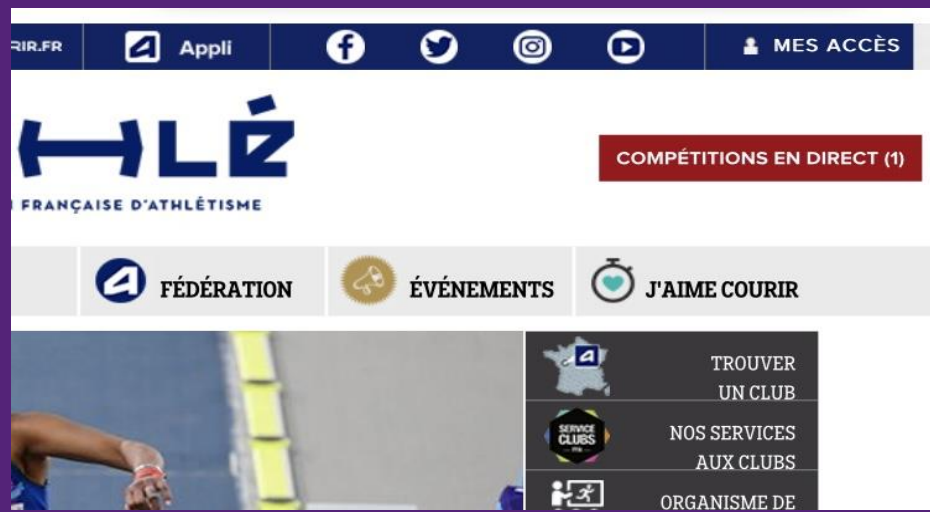 RIR.FR Appli MES ACCÈS
HLÉ
FRANÇAISE D'ATHLÉTISME
COMPÉTITIONS EN DIRECT (1)
FÉDÉRATION ÉVÉNEMENTS J'AIME COURIR
TROUVER
UN CLUB
SERVICE
CLUBS
NOS SERVICES
AUX CLUBS
ORGANISME DE